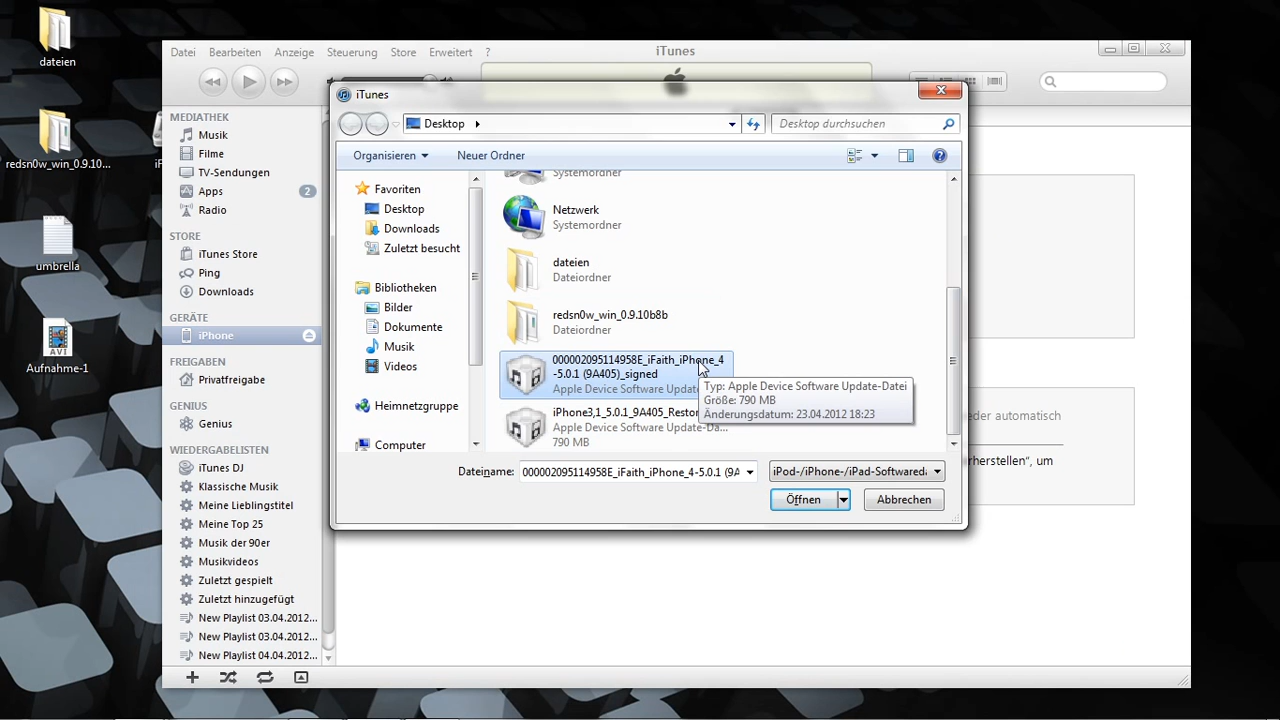 dateien
redsn0w_win_0.9.10...
umbrella
AVI
Aufnahme-1
Datei Bearbeiten Anzeige Steuerung Store Erweitert ?
iTunes
MEDIATHEK
Musik
Filme
TV-Sendungen
Apps 2
Radio
STORE
iTunes Store
Ping
Downloads
GERÄTE
iPhone
FREIGABEN
Privatfreigabe
GENIUS
Genius
WIEDERGABELISTEN
iTunes DJ
Klassische Musik
Meine Lieblingstitel
Meine Top 25
Musik der 90er
Musikvideos
Zuletzt gespielt
Zuletzt hinzugefügt
New Playlist 03.04.2012...
New Playlist 03.04.2012...
New Playlist 04.04.2012...
iTunes
Desktop
Desktop durchsuchen
Organisieren Neuer Ordner
Favoriten
Desktop
Downloads
Zuletzt besucht
Bibliotheken
Bilder
Dokumente
Musik
Videos
Heimnetzgruppe
Computer
Systemordner
Netzwerk
Systemordner
dateien
Dateiordner
redsn0w_win_0.9.10b8b
Dateiordner
000002095114958E_iFaith_iPhone_4
-5.0.1 (9A405)_signed
Apple Device Software Update
Typ: Apple Device Software Update-Datei
Größe: 790 MB
Änderungsdatum: 23.04.2012 18:23
iPhone3,1_5.0.1_9A405_Restor
Apple Device Software Update-Da...
790 MB
Dateiname: 000002095114958E_iFaith_iPhone_4-5.0.1 (9A
iPod-/iPhone-/iPad-Softwareda
Öffnen Abbrechen
eder automatisch
rherstellen“, um